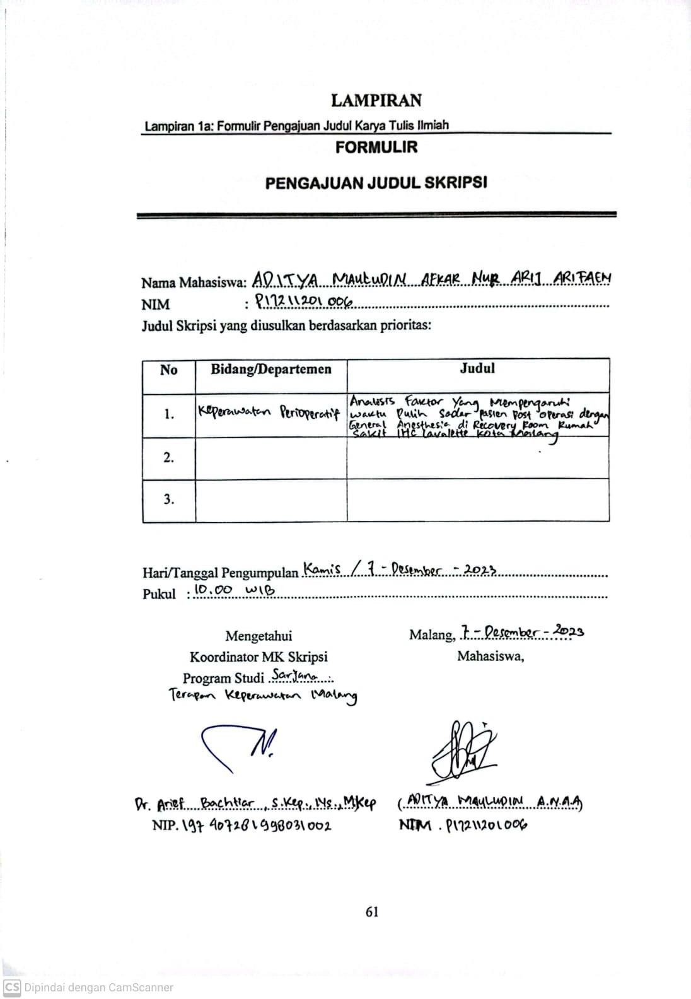 LAMPIRAN
Lampiran 1a: Formulir Pengajuan Judul Karya Tulis Ilmiah
FORMULIR
PENGAJUAN JUDUL SKRIPSI
Nama Mahasiswa: ADITYA MAULUDIN AFKAR NUR ARIJ ARIFAEN
NIM : P17211201006
Judul Skripsi yang diusulkan berdasarkan prioritas:
No Bidang/Departemen Judul
1. Keperawatan Perioperatif Analisis Faktor Yang Mempengaruhi
waktu Pulih Sadar Pasien Post Operasi dengan
General Anesthesia di Recovery Room Rumah
Sakit IHC Lavalette Kota Malang
2.
3.
Hari/Tanggal Pengumpulan Kamis / 7 - Desember - 2023
Pukul : 10.00 WIB
Mengetahui
Koordinator MK Skripsi
Program Studi Sarjana
Terapan Keperawatan Malang
Malang, 7 - Desember - 2023
Mahasiswa,
Dr. Arief Bachtiar, S.Kep., Ns., M.Kep
NIP. 197407281998031002
(ADITYA MAULUDIN A.N.A.A)
NIM. P17211201006
61
CS Dipindai dengan CamScanner